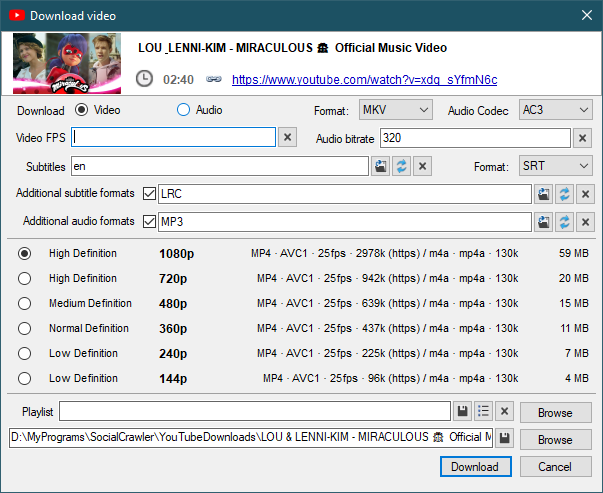 Download video
LOU_LENNI-KIM - MIRACULOUS 🐞 Official Music Video
02:40 https://www.youtube.com/watch?v=xdq_sYfmN6c
Download Video Audio Format: MKV Audio Codec AC3
Video FPS Audio bitrate 320
Subtitles en Format: SRT
Additional subtitle formats LRC
Additional audio formats MP3
High Definition 1080p MP4 · AVC1 · 25fps · 2978k (https) / m4a · mp4a · 130k 59 MB
High Definition 720p MP4 · AVC1 · 25fps · 942k (https) / m4a · mp4a · 130k 20 MB
Medium Definition 480p MP4 · AVC1 · 25fps · 639k (https) / m4a · mp4a · 130k 15 MB
Normal Definition 360p MP4 · AVC1 · 25fps · 437k (https) / m4a · mp4a · 130k 11 MB
Low Definition 240p MP4 · AVC1 · 25fps · 225k (https) / m4a · mp4a · 130k 7 MB
Low Definition 144p MP4 · AVC1 · 25fps · 96k (https) / m4a · mp4a · 130k 4 MB
Playlist Browse
D:\MyPrograms\SocialCrawler\YouTubeDownloads\LOU & LENNI-KIM - MIRACULOUS 🐞 Official M Browse
Download Cancel